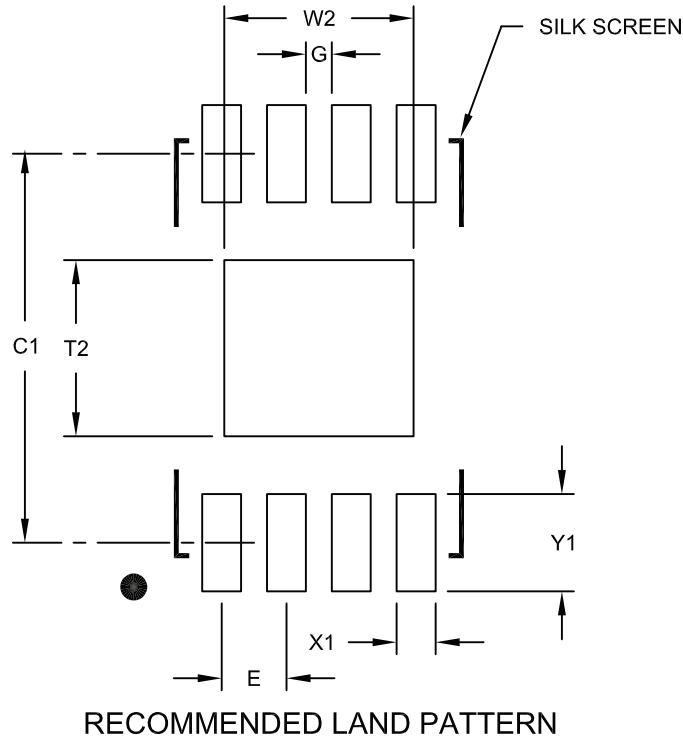 W2
SILK SCREEN
G
C1
T2
Y1
X1
E
RECOMMENDED LAND PATTERN